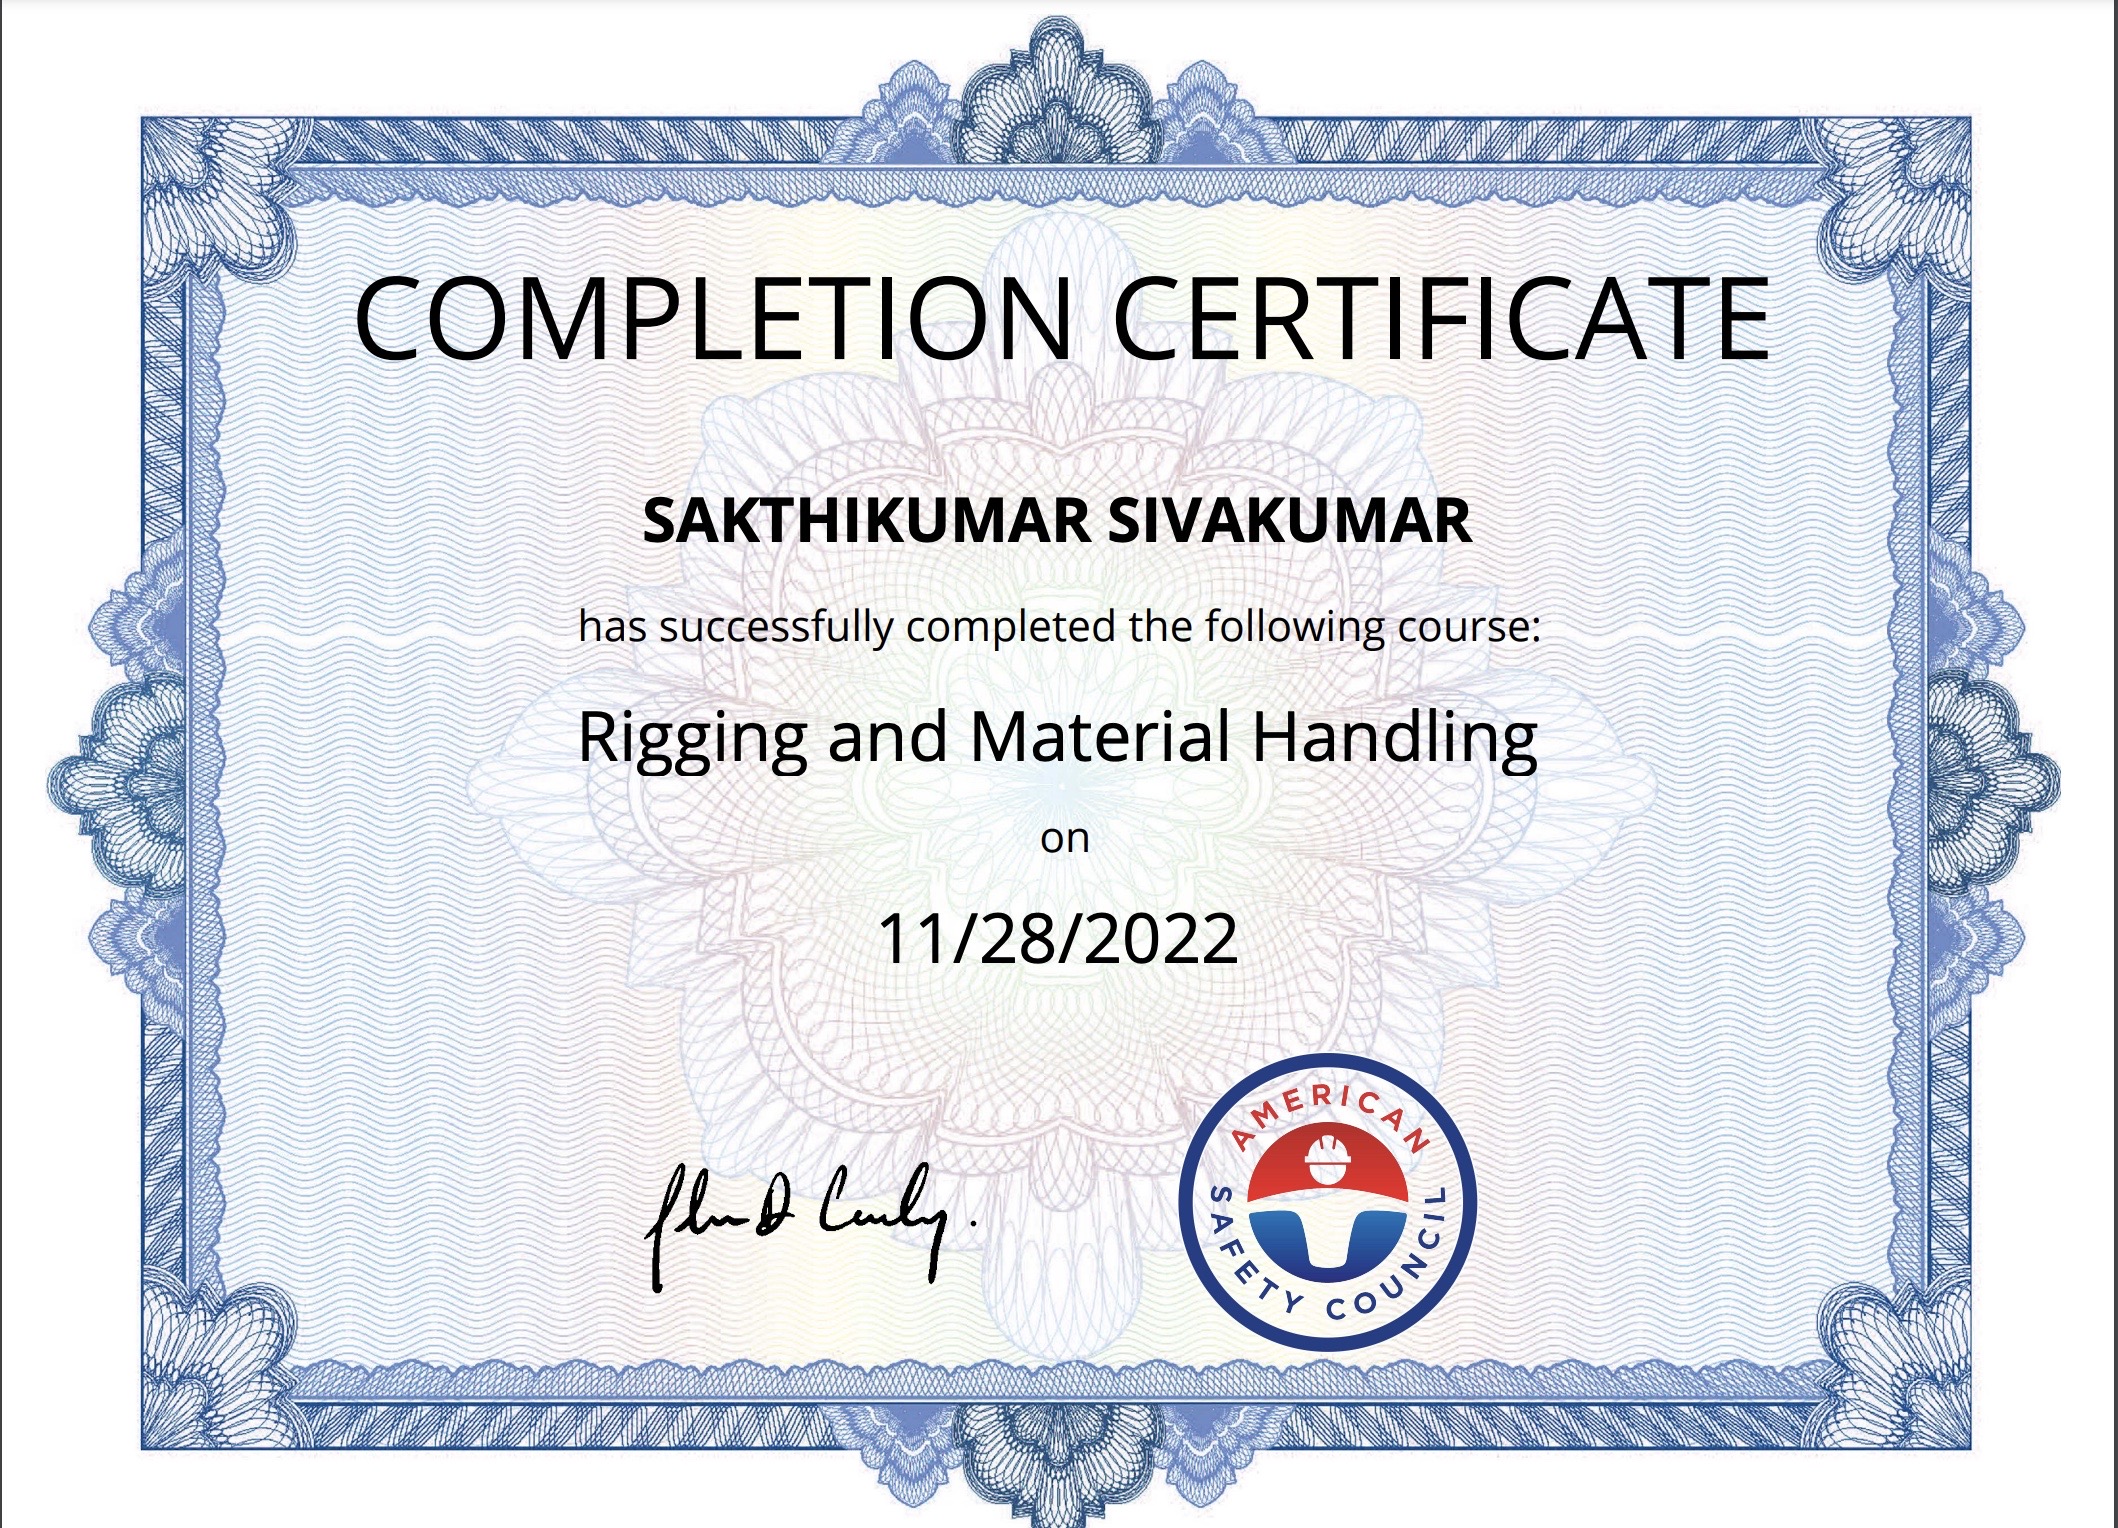 COMPLETION CERTIFICATE
SAKTHIKUMAR SIVAKUMAR
has successfully completed the following course:
Rigging and Material Handling
on
11/28/2022
AMERICAN
SAFETY COUNCIL